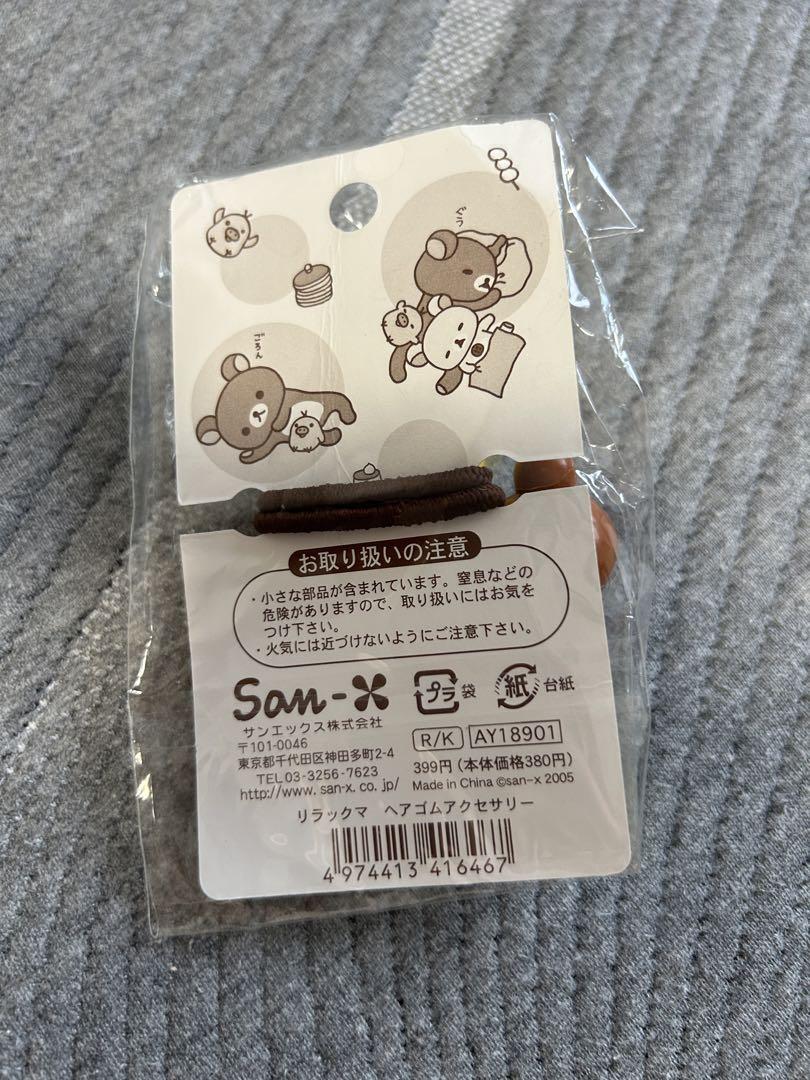 ぐぅ
ごろん
お取り扱いの注意
・小さな部品が含まれています。窒息などの
危険がありますので、取り扱いにはお気を
つけ下さい。
・火気には近づけないようにご注意下さい。
San-X
サンエックス株式会社
〒101-0046
東京都千代田区神田多町2-4
TEL 03-3256-7623
http://www.san-x.co.jp/
プラ 袋
紙 台紙
R/K AY18901
399円(本体価格380円)
Made in China ©san-x 2005
リラックマ ヘアゴムアクセサリー
4 974413 416467